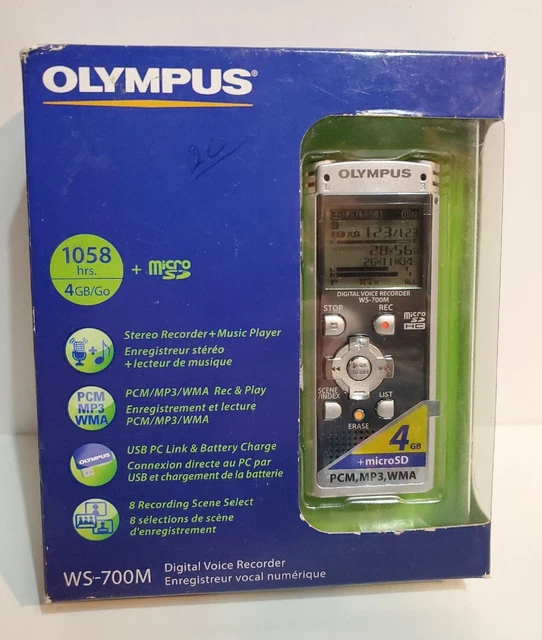 OLYMPUS®
1058
hrs.
4GB/Go
+ micro
SD
Stereo Recorder+Music Player
Enregistreur stéréo
+lecteur de musique
PCM
MP3
WMA
PCM/MP3/WMA Rec & Play
Enregistrement et lecture
PCM/MP3/WMA
OLYMPUS
USB PC Link & Battery Charge
Connexion directe au PC par
USB et chargement de la batterie
8 Recording Scene Select
8 sélections de scène
d'enregistrement
WS-700M
Digital Voice Recorder
Enregistreur vocal numérique
OLYMPUS
123/123
28M56s
DIGITAL VOICE RECORDER
WS-700M
STOP
REC
micro
SD
HC
SCENE
/INDEX
LIST
ERASE
4
GB
+microSD
PCM,MP3,WMA